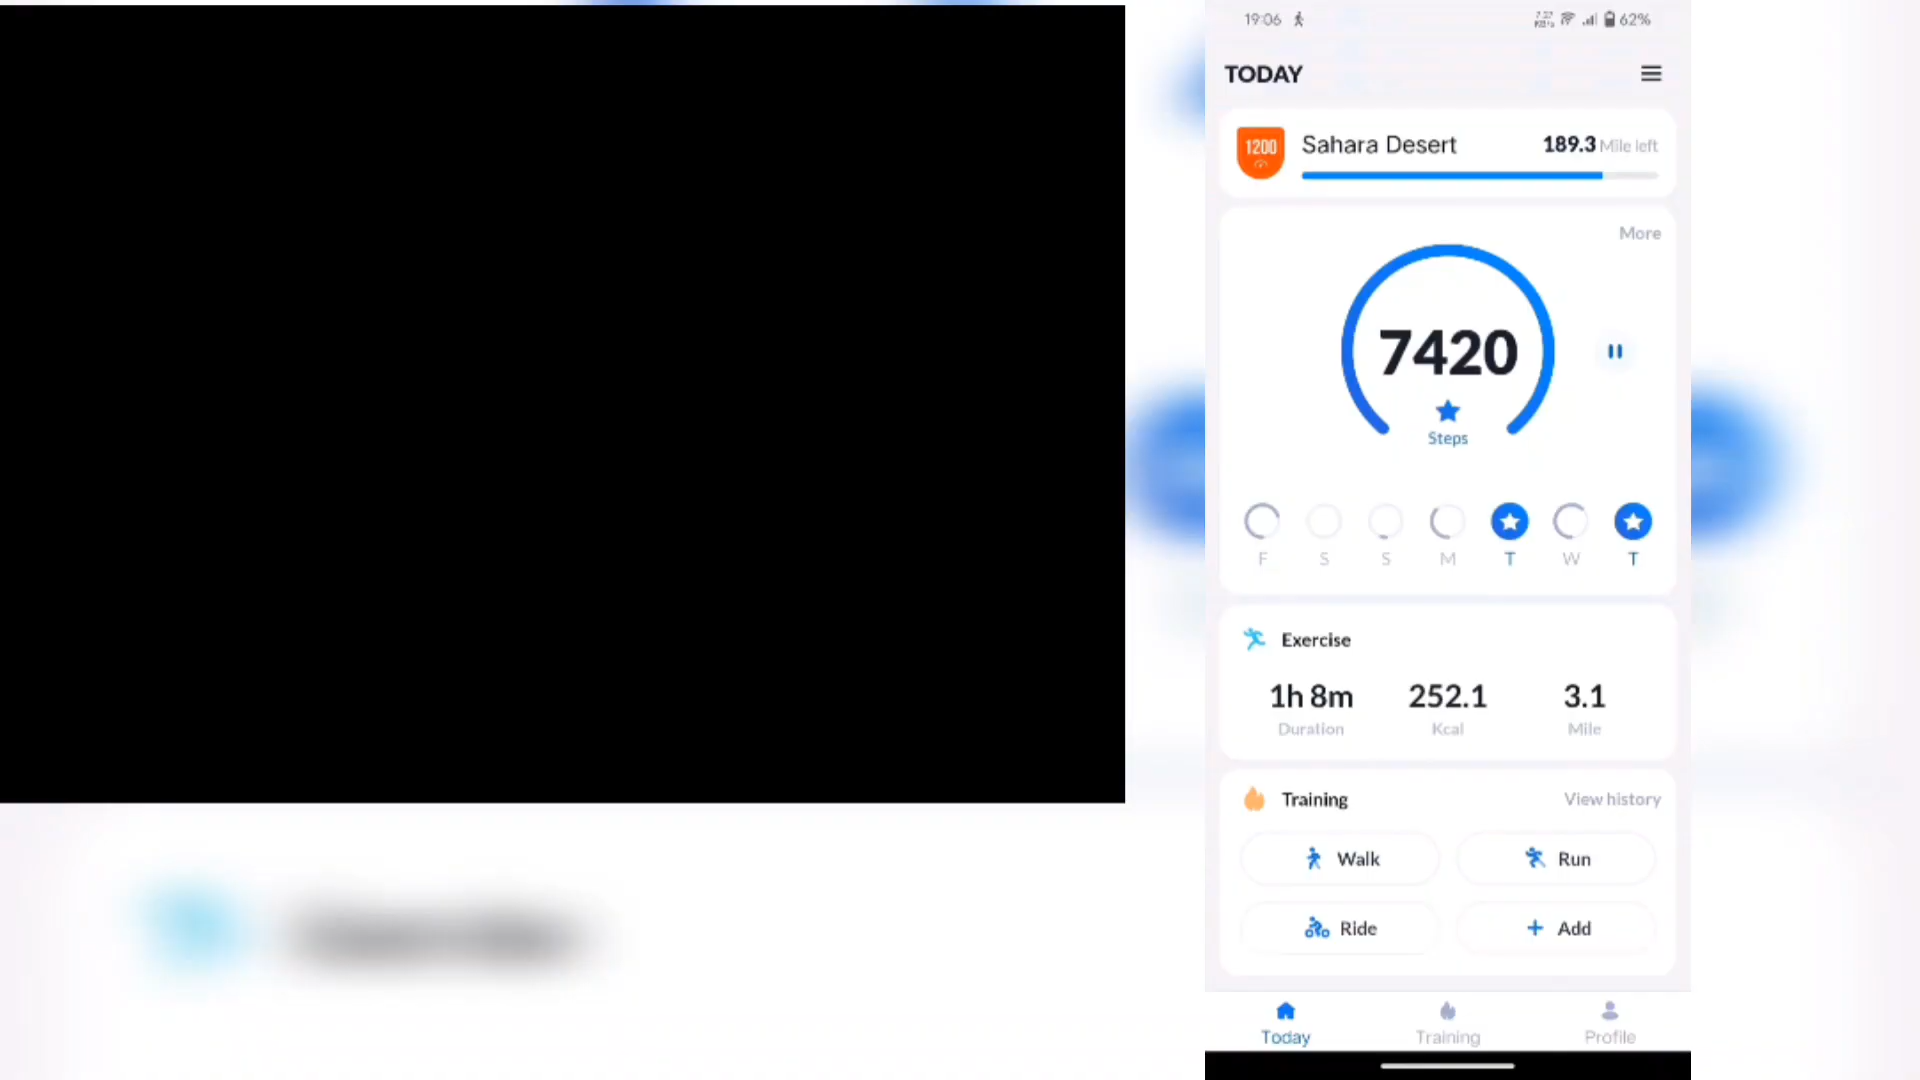 19:06
62%
TODAY
1200
Sahara Desert
189.3 Mile left
More
7420
Steps
F S S M T W T
Exercise
1h 8m 252.1 3.1
Duration Kcal Mile
Training View history
Walk Run
Ride + Add
Today Training Profile